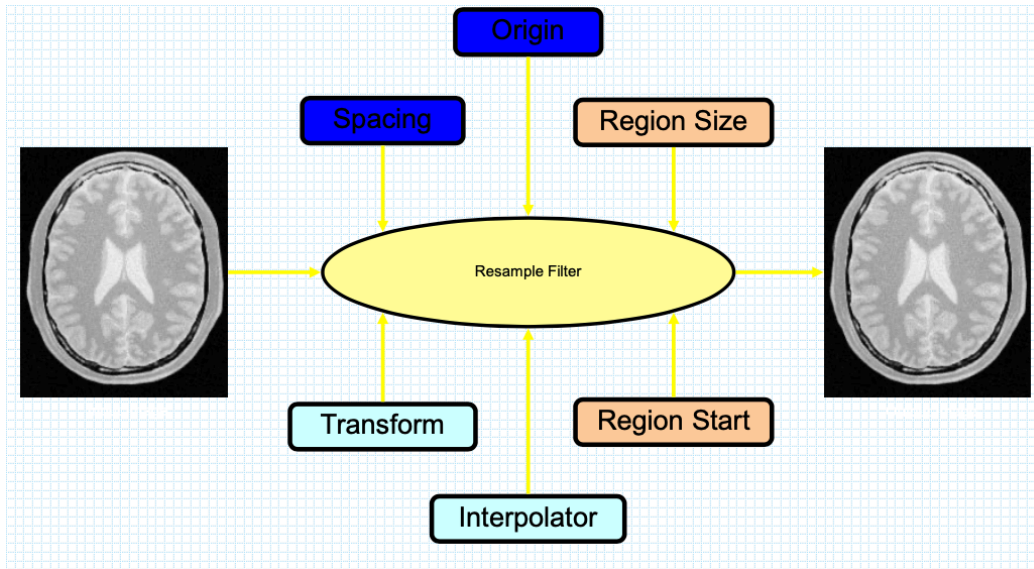 Origin
Spacing
Region Size
Resample Filter
Transform
Region Start
Interpolator